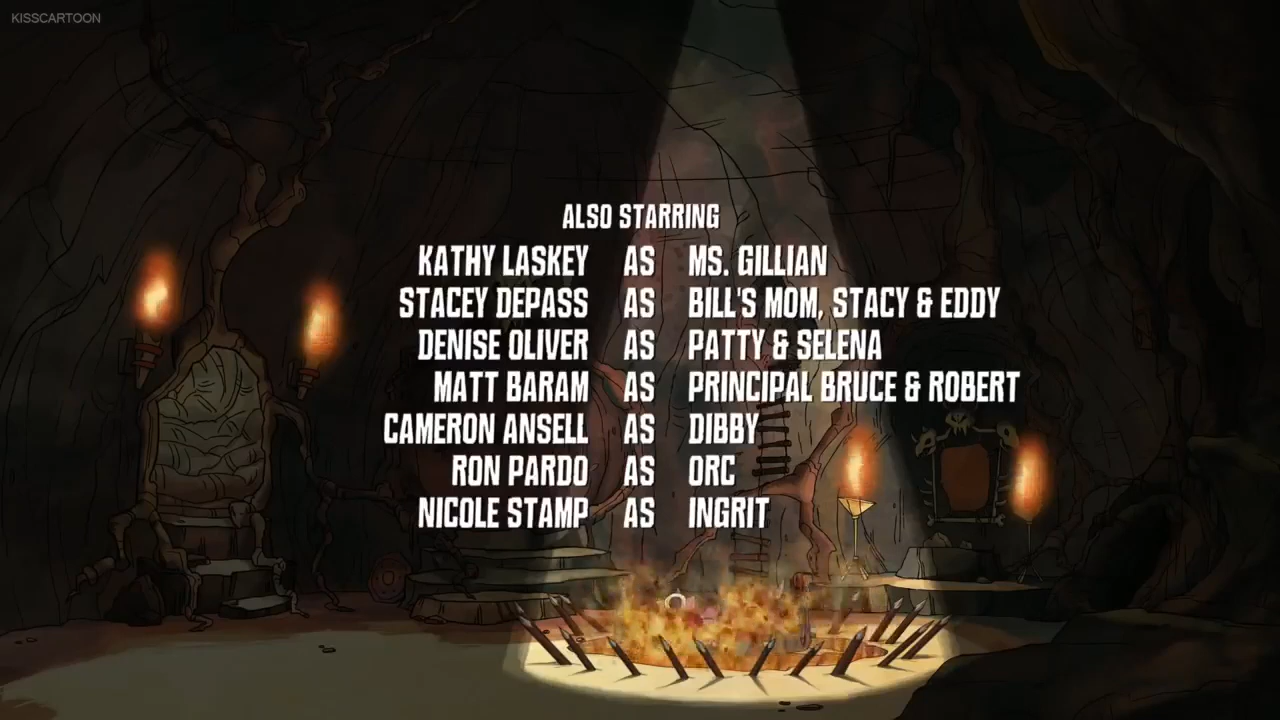 KISSCARTOON
ALSO STARRING
KATHY LASKEY AS MS. GILLIAN
STACEY DEPASS AS BILL'S MOM, STACY & EDDY
DENISE OLIVER AS PATTY & SELENA
MATT BARAM AS PRINCIPAL BRUCE & ROBERT
CAMERON ANSELL AS DIBBY
RON PARDO AS ORC
NICOLE STAMP AS INGRIT